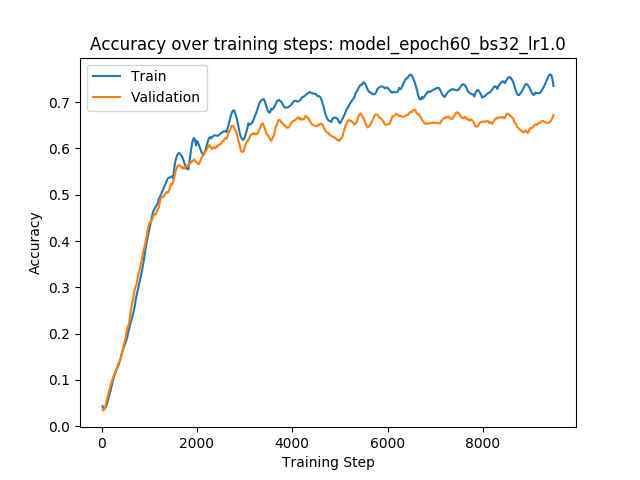 Accuracy over training steps: model_epoch60_bs32_lr1.0
Train
Validation
0.7
0.6
0.5
0.4
0.3
0.2
0.1
0.0
Accuracy
0 2000 4000 6000 8000
Training Step